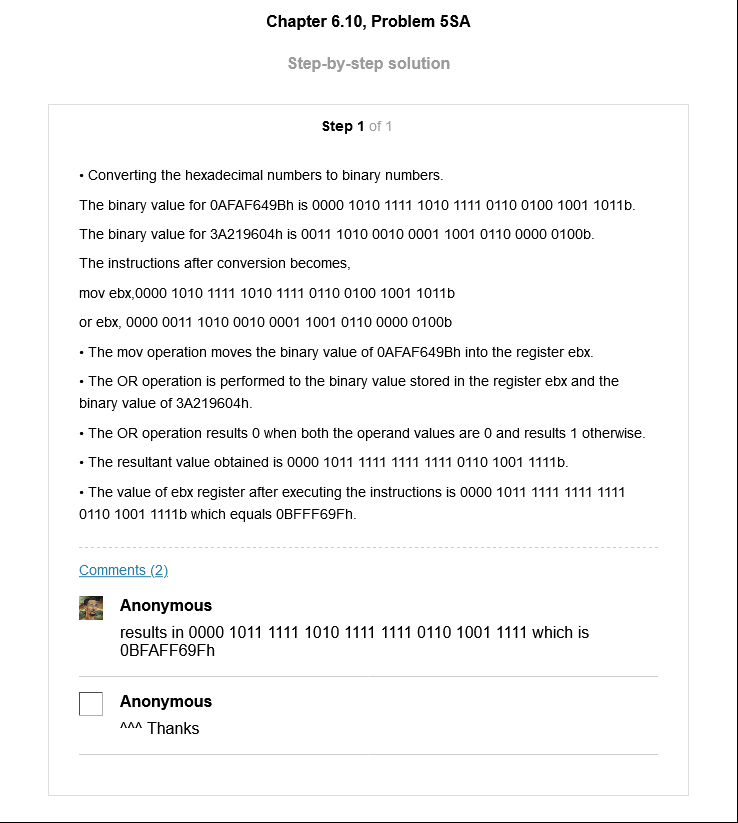 Chapter 6.10, Problem 5SA
Step-by-step solution
Step 1 of 1
• Converting the hexadecimal numbers to binary numbers.
The binary value for 0AFAF649Bh is 0000 1010 1111 1010 1111 0110 0100 1001 1011b.
The binary value for 3A219604h is 0011 1010 0010 0001 1001 0110 0000 0100b.
The instructions after conversion becomes,
mov ebx,0000 1010 1111 1010 1111 0110 0100 1001 1011b
or ebx, 0000 0011 1010 0010 0001 1001 0110 0000 0100b
• The mov operation moves the binary value of 0AFAF649Bh into the register ebx.
• The OR operation is performed to the binary value stored in the register ebx and the
binary value of 3A219604h.
• The OR operation results 0 when both the operand values are 0 and results 1 otherwise.
• The resultant value obtained is 0000 1011 1111 1111 1111 0110 1001 1111b.
• The value of ebx register after executing the instructions is 0000 1011 1111 1111 1111
0110 1001 1111b which equals 0BFFF69Fh.
Comments (2)
Anonymous
results in 0000 1011 1111 1010 1111 1111 0110 1001 1111 which is
0BFAFF69Fh
Anonymous
^^^ Thanks